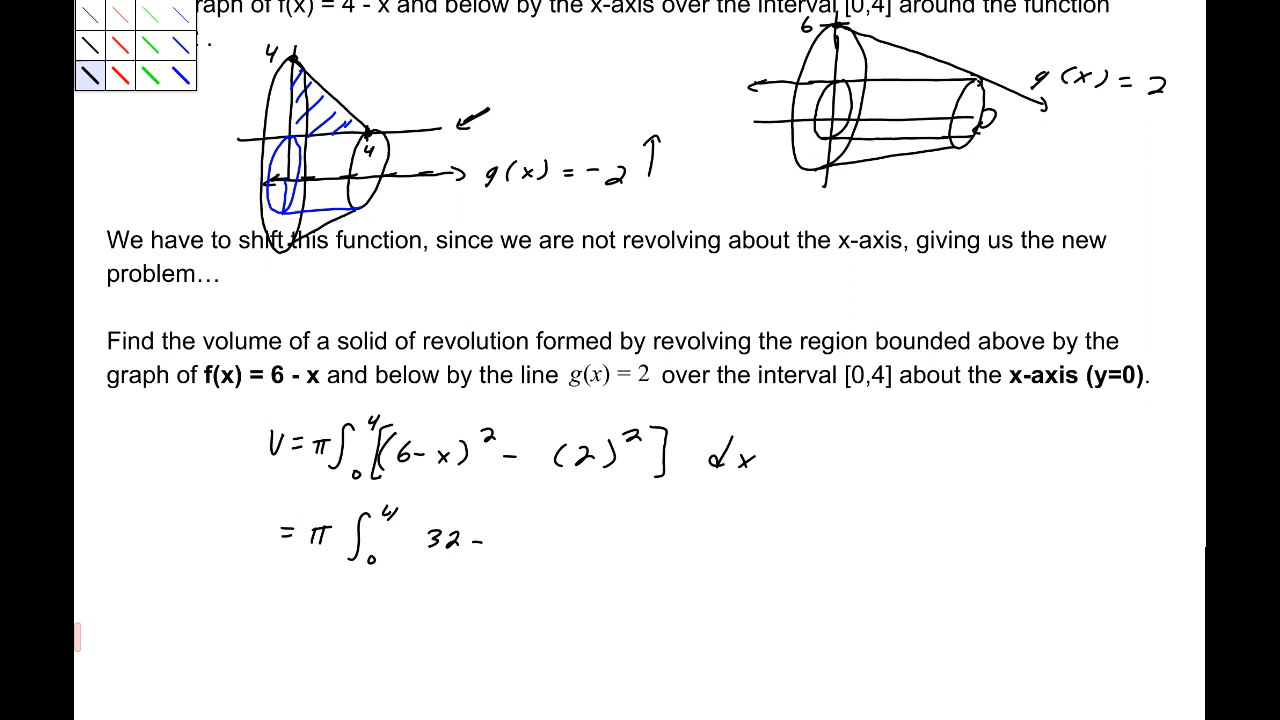 graph of f(x) = 4 - x and below by the x-axis over the interval [0,4] around the function
.
4
4
g(x) = -2
6
g(x) = 2
We have to shift this function, since we are not revolving about the x-axis, giving us the new
problem…
Find the volume of a solid of revolution formed by revolving the region bounded above by the
graph of f(x) = 6 - x and below by the line g(x) = 2 over the interval [0,4] about the x-axis (y=0).
V = π∫₀⁴ [(6-x)² - (2)²] dx
= π ∫₀⁴ 32 -